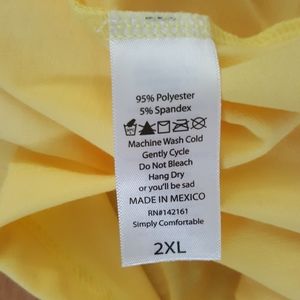 95% Polyester
5% Spandex
Machine Wash Cold
Gently Cycle
Do Not Bleach
Hang Dry
or you'll be sad
MADE IN MEXICO
RN#142161
Simply Comfortable
2XL